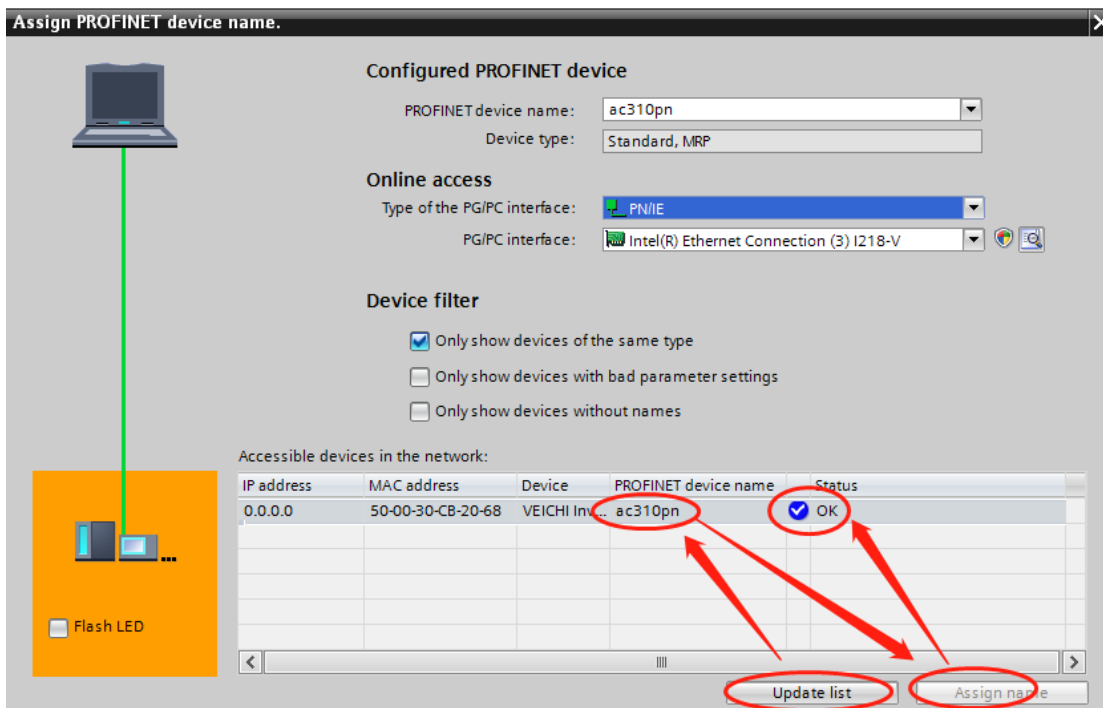 Assign PROFINET device name.
Configured PROFINET device
PROFINET device name: ac310pn
Device type: Standard, MRP
Online access
Type of the PG/PC interface: PN/IE
PG/PC interface: Intel(R) Ethernet Connection (3) I218-V
Device filter
Only show devices of the same type
Only show devices with bad parameter settings
Only show devices without names
Accessible devices in the network:
IP address MAC address Device PROFINET device name Status
0.0.0.0 50-00-30-CB-20-68 VEICHI Inv... ac310pn OK
Flash LED
Update list Assign name